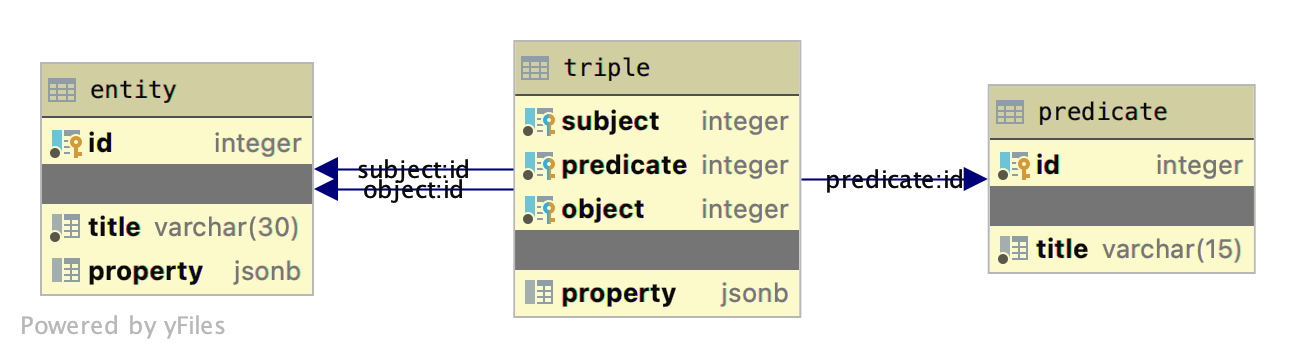 entity
id integer
title varchar(30)
property jsonb
subject:id
object:id
triple
subject integer
predicate integer
object integer
property jsonb
predicate:id
predicate
id integer
title varchar(15)
Powered by yFiles